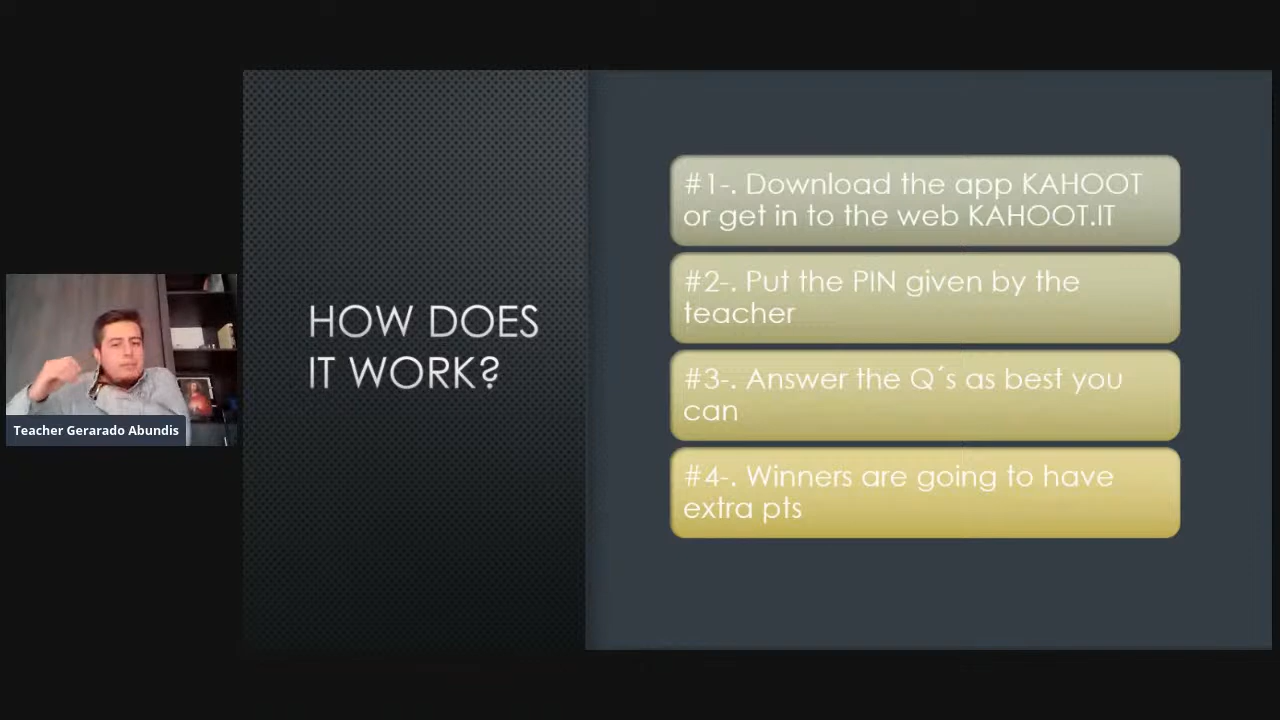 HOW DOES
IT WORK?
#1-. Download the app KAHOOT
or get in to the web KAHOOT.IT
#2-. Put the PIN given by the
teacher
#3-. Answer the Q´s as best you
can
#4-. Winners are going to have
extra pts
Teacher Gerarado Abundis